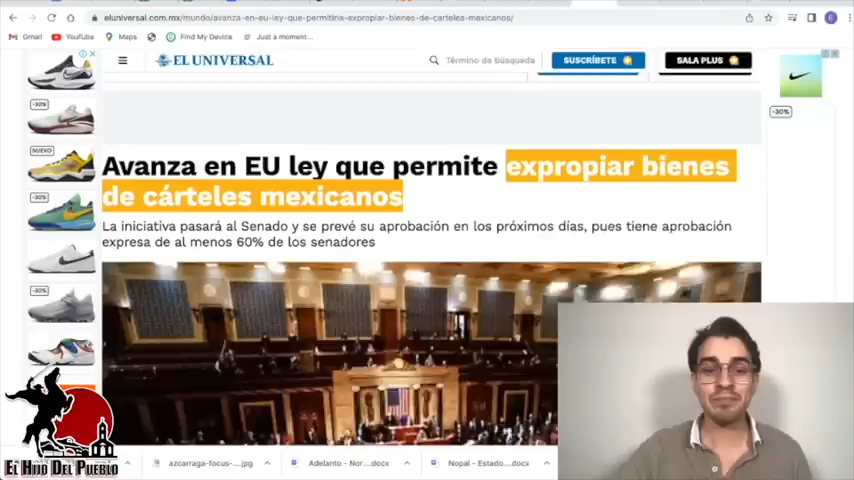 eluniversal.com.mx/mundo/avanza-en-eu-ley-que-permitiria-expropiar-bienes-de-carteles-mexicanos/
Gmail YouTube Maps Find My Device Just a moment...
EL UNIVERSAL Término de búsqueda SUSCRÍBETE SALA PLUS
-30%
-30%
NUEVO
-30%
-30%
Avanza en EU ley que permite expropiar bienes
de cárteles mexicanos
La iniciativa pasará al Senado y se prevé su aprobación en los próximos días, pues tiene aprobación
expresa de al menos 60% de los senadores
EL HIJO DEL PUEBLO
azcarraga-focus-....jpg Adelanto - Nor....docx Nopal - Estado....docx